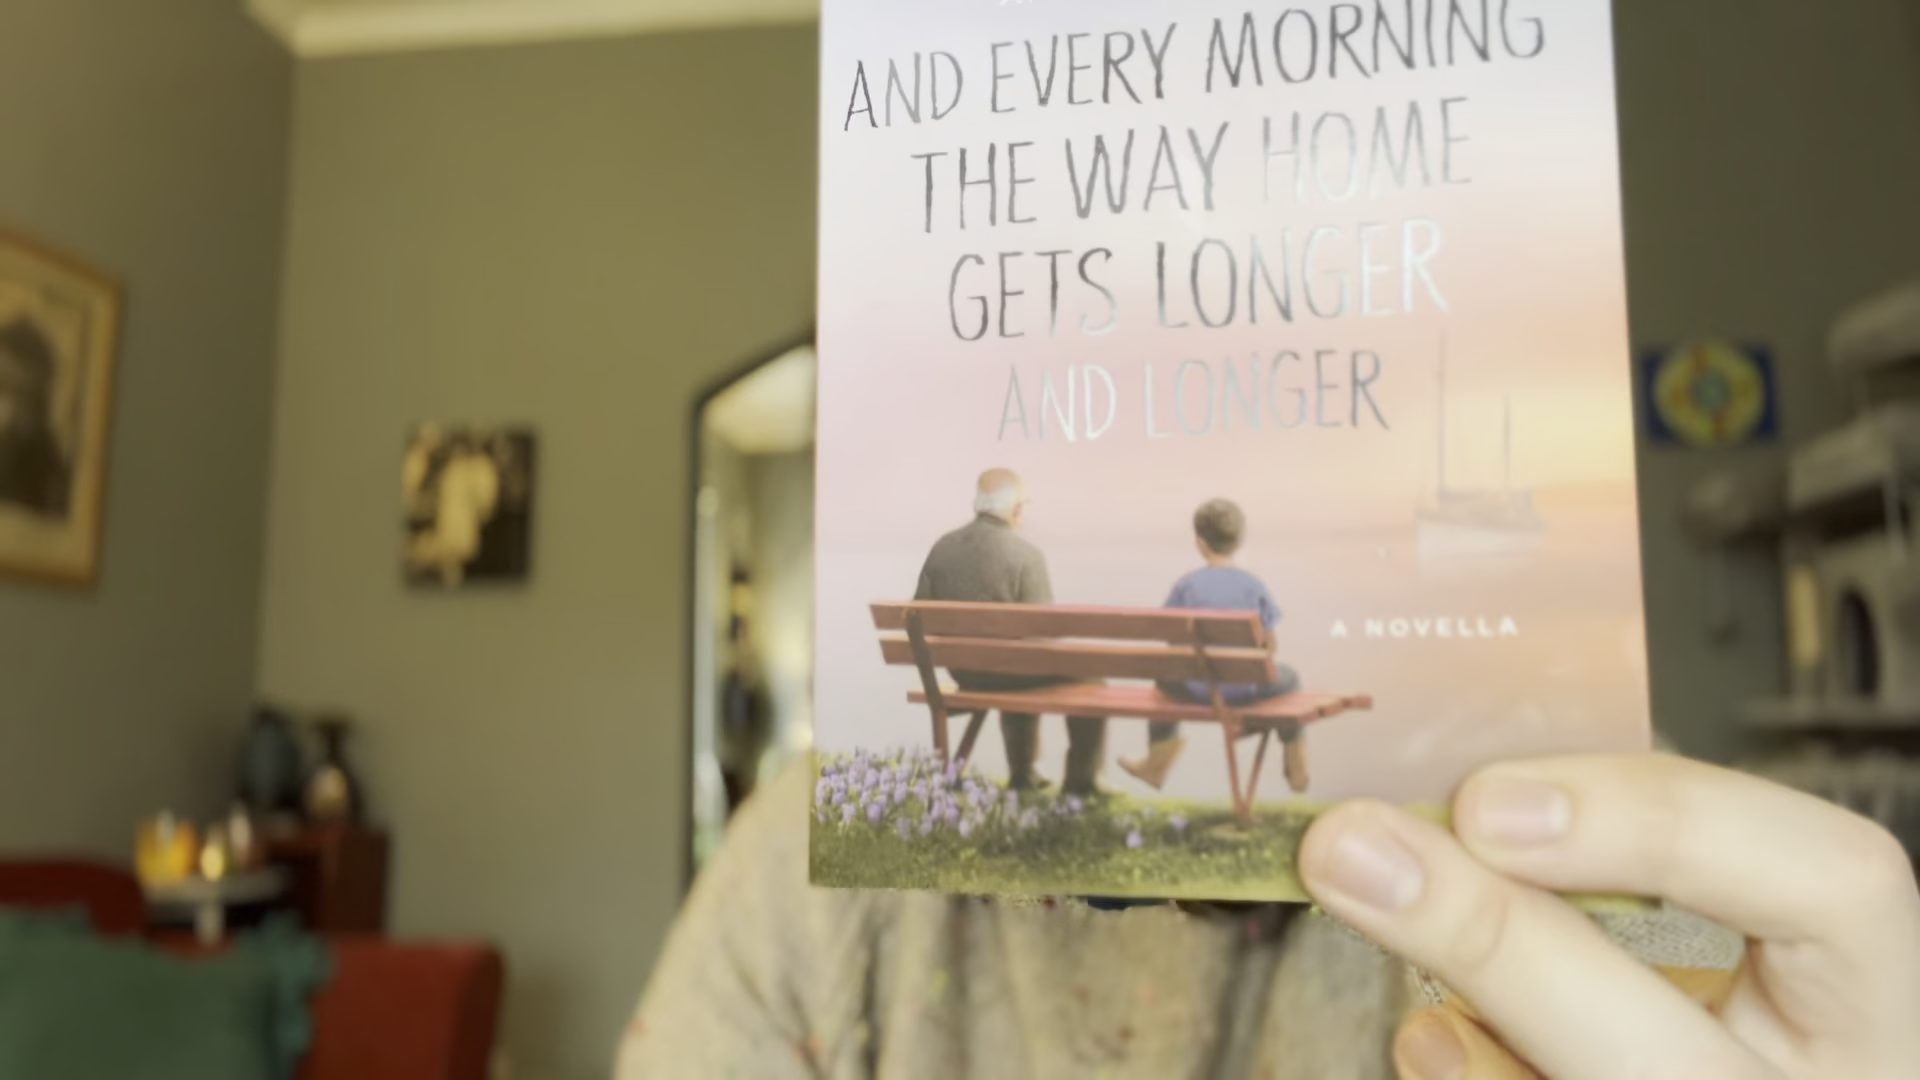 AND EVERY MORNING
THE WAY HOME
GETS LONGER
AND LONGER
A NOVELLA